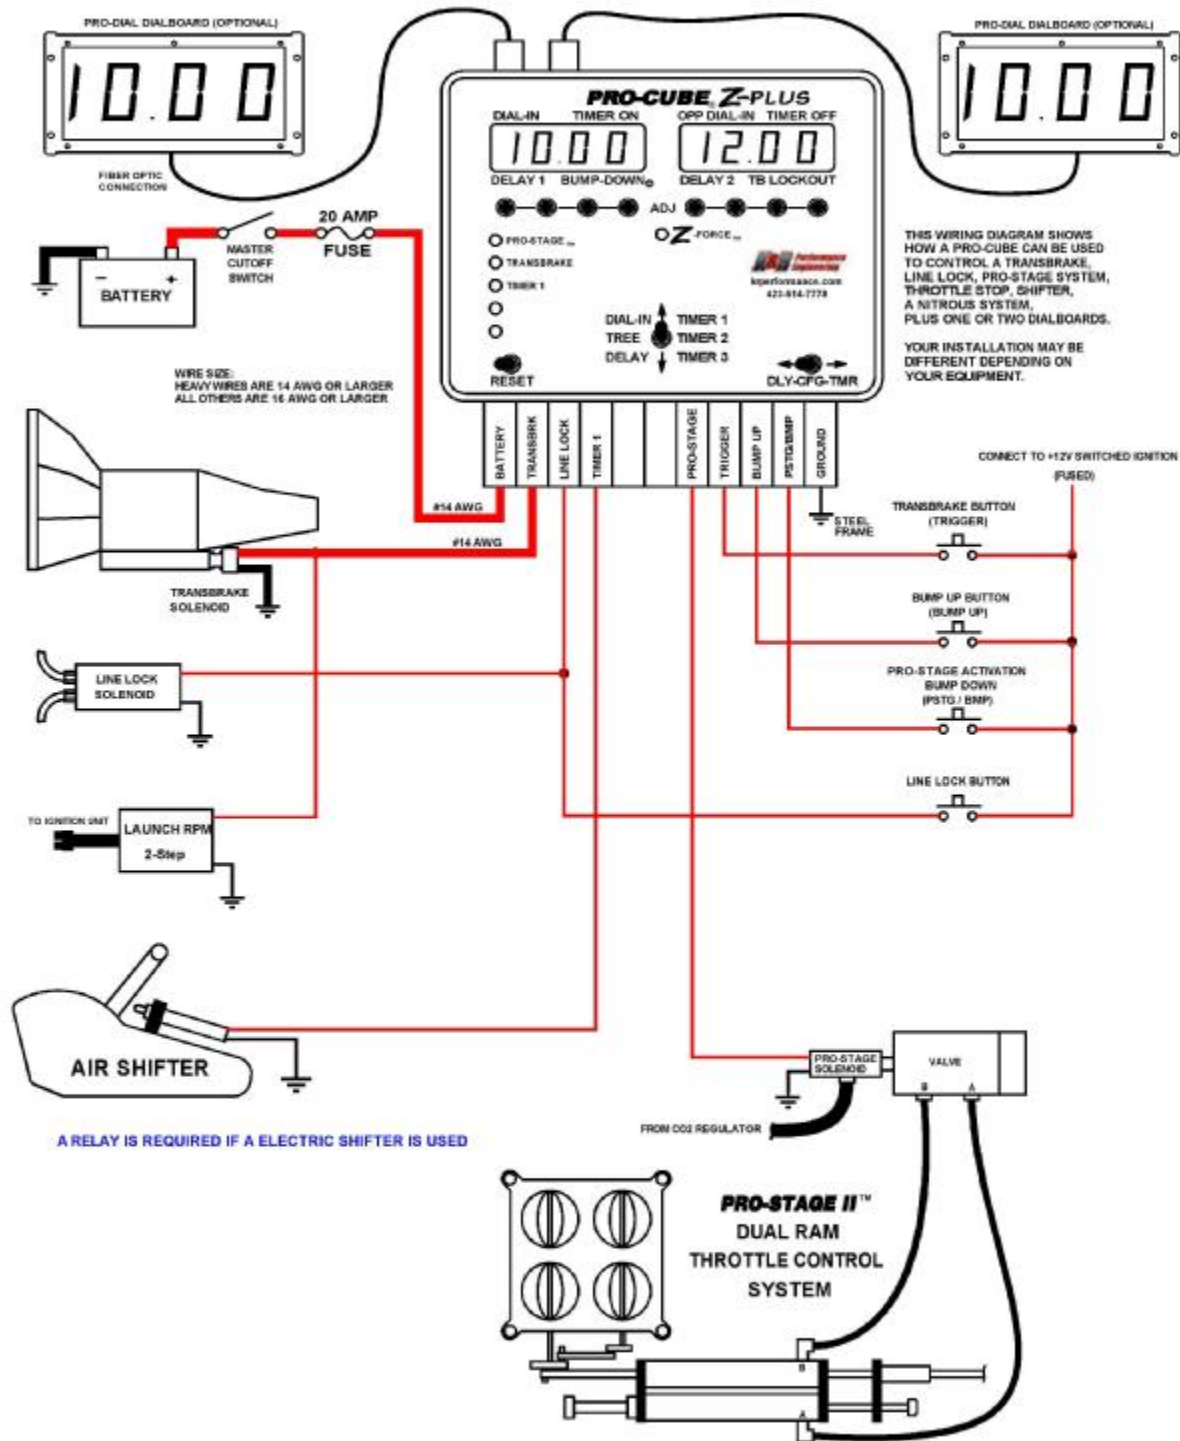 PRO-DIAL DIALBOARD (OPTIONAL)
10.00
FIBER OPTIC
CONNECTION
PRO-DIAL DIALBOARD (OPTIONAL)
10.00
PRO-CUBE® Z-PLUS
DIAL-IN TIMER ON
OPP DIAL-IN TIMER OFF
10.00
12.00
DELAY 1 BUMP-DOWN
DELAY 2 TB LOCKOUT
ADJ
PRO-STAGE™
TRANSBRAKE
TIMER 1
Z-FORCE™
K&R Performance
Engineering
krperformance.com
423-614-7778
DIAL-IN TIMER 1
TREE TIMER 2
DELAY TIMER 3
RESET
DLY-CFG-TMR
BATTERY
TRANSBRK
LINE LOCK
TIMER 1
PRO-STAGE
TRIGGER
BUMP UP
PSTG/BMP
GROUND
20 AMP
FUSE
MASTER
CUTOFF
SWITCH
- +
BATTERY
WIRE SIZE:
HEAVY WIRES ARE 14 AWG OR LARGER
ALL OTHERS ARE 16 AWG OR LARGER
THIS WIRING DIAGRAM SHOWS
HOW A PRO-CUBE CAN BE USED
TO CONTROL A TRANSBRAKE,
LINE LOCK, PRO-STAGE SYSTEM,
THROTTLE STOP, SHIFTER,
A NITROUS SYSTEM,
PLUS ONE OR TWO DIALBOARDS.
YOUR INSTALLATION MAY BE
DIFFERENT DEPENDING ON
YOUR EQUIPMENT.
#14 AWG
#14 AWG
STEEL
FRAME
CONNECT TO +12V SWITCHED IGNITION
(FUSED)
TRANSBRAKE BUTTON
(TRIGGER)
BUMP UP BUTTON
(BUMP UP)
PRO-STAGE ACTIVATION
BUMP DOWN
(PSTG / BMP)
LINE LOCK BUTTON
TRANSBRAKE
SOLENOID
LINE LOCK
SOLENOID
TO IGNITION UNIT
LAUNCH RPM
2-Step
AIR SHIFTER
A RELAY IS REQUIRED IF A ELECTRIC SHIFTER IS USED
PRO-STAGE
SOLENOID
VALVE
B A
FROM CO2 REGULATOR
PRO-STAGE II™
DUAL RAM
THROTTLE CONTROL
SYSTEM
B
A